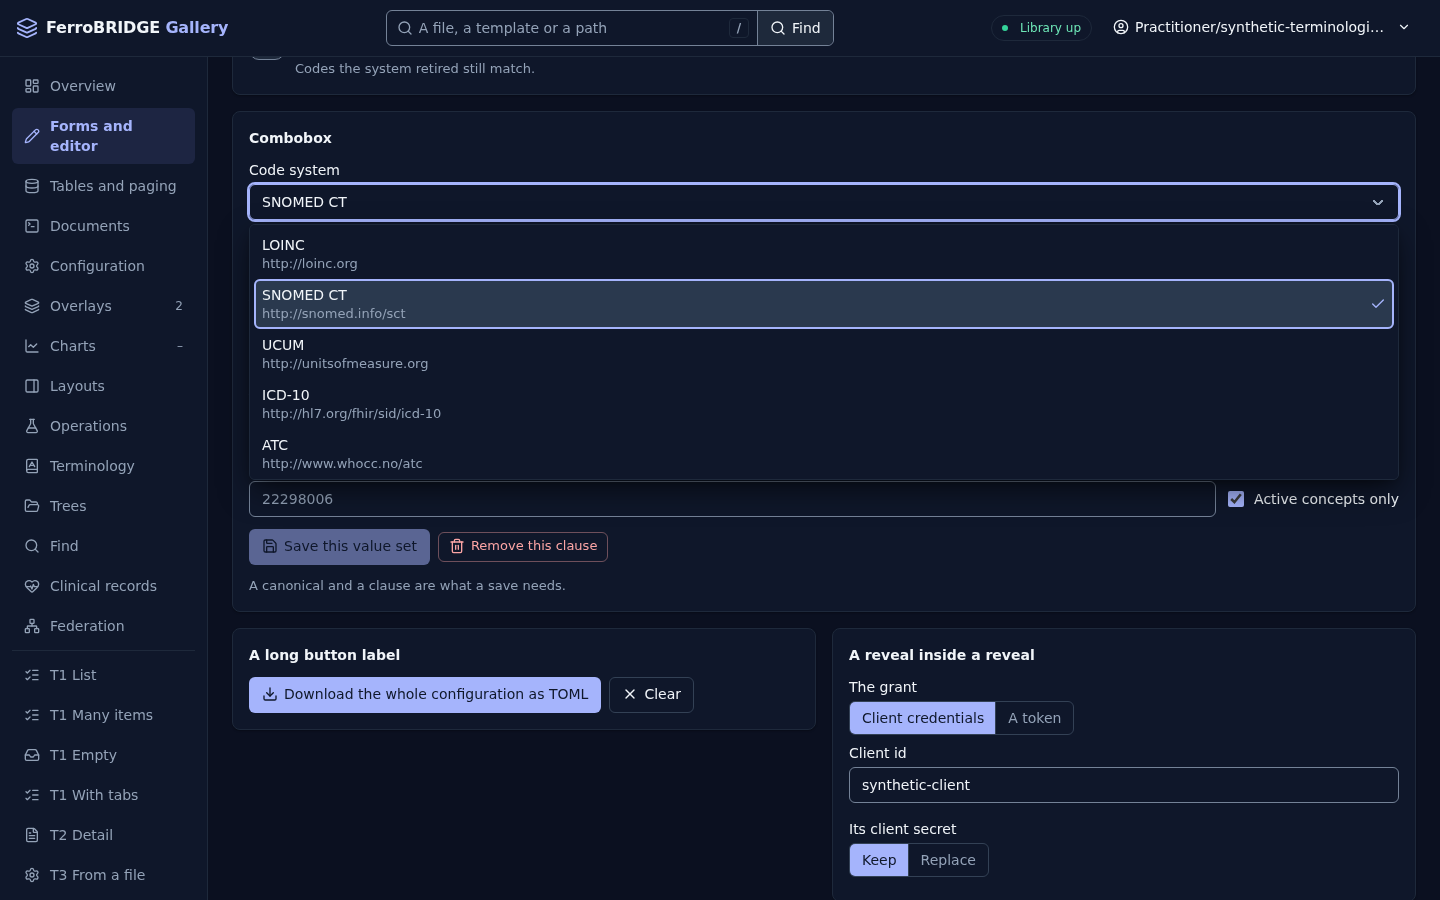 FerroBRIDGE Gallery
A file, a template or a path
/
Find
Library up
Practitioner/synthetic-terminologi...
Overview
Forms and editor
Tables and paging
Documents
Configuration
Overlays 2
Charts –
Layouts
Operations
Terminology
Trees
Find
Clinical records
Federation
T1 List
T1 Many items
T1 Empty
T1 With tabs
T2 Detail
T3 From a file
Codes the system retired still match.
Combobox
Code system
SNOMED CT
LOINC
http://loinc.org
SNOMED CT
http://snomed.info/sct
UCUM
http://unitsofmeasure.org
ICD-10
http://hl7.org/fhir/sid/icd-10
ATC
http://www.whocc.no/atc
22298006
Active concepts only
Save this value set
Remove this clause
A canonical and a clause are what a save needs.
A long button label
Download the whole configuration as TOML
Clear
A reveal inside a reveal
The grant
Client credentials
A token
Client id
synthetic-client
Its client secret
Keep
Replace